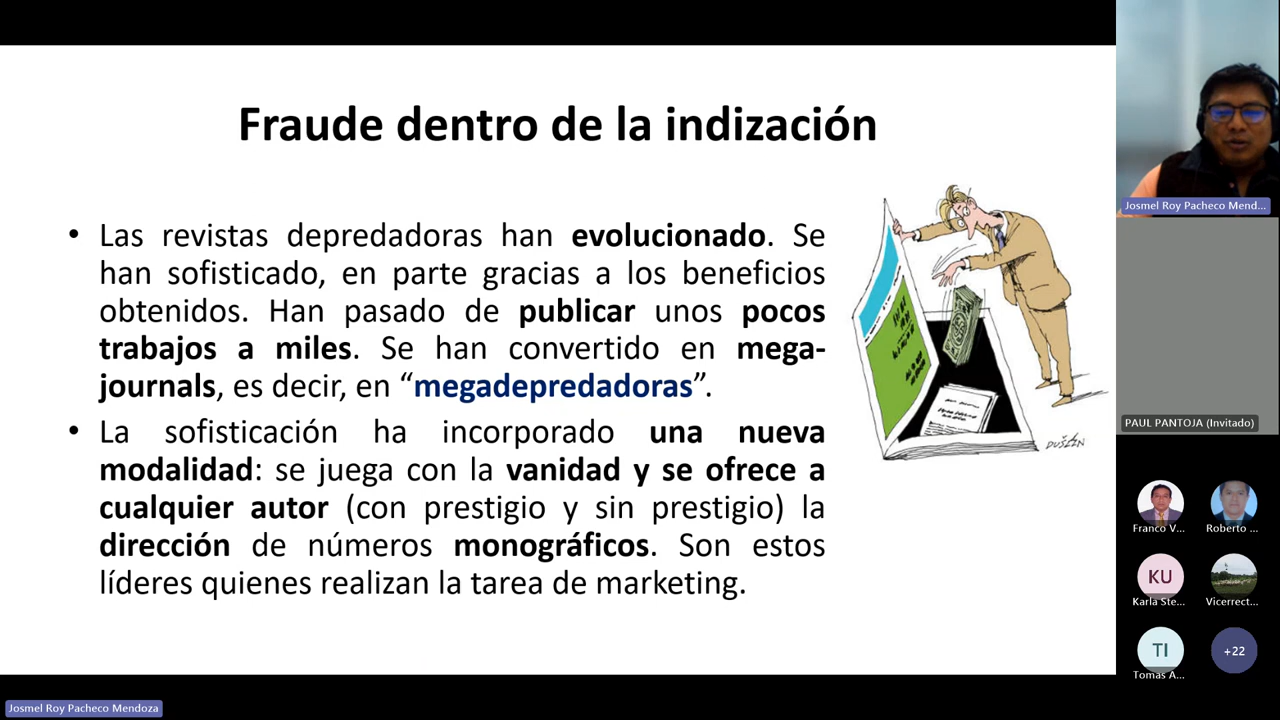 Fraude dentro de la indización
• Las revistas depredadoras han evolucionado. Se
han sofisticado, en parte gracias a los beneficios
obtenidos. Han pasado de publicar unos pocos
trabajos a miles. Se han convertido en mega-
journals, es decir, en “megadepredadoras”.
• La sofisticación ha incorporado una nueva
modalidad: se juega con la vanidad y se ofrece a
cualquier autor (con prestigio y sin prestigio) la
dirección de números monográficos. Son estos
líderes quienes realizan la tarea de marketing.
Josmel Roy Pacheco Mend...
PAUL PANTOJA (Invitado)
Franco V...
Roberto ...
KU
Karla Ste...
Vicerrect...
TI
Tomas A...
+22
Josmel Roy Pacheco Mendoza